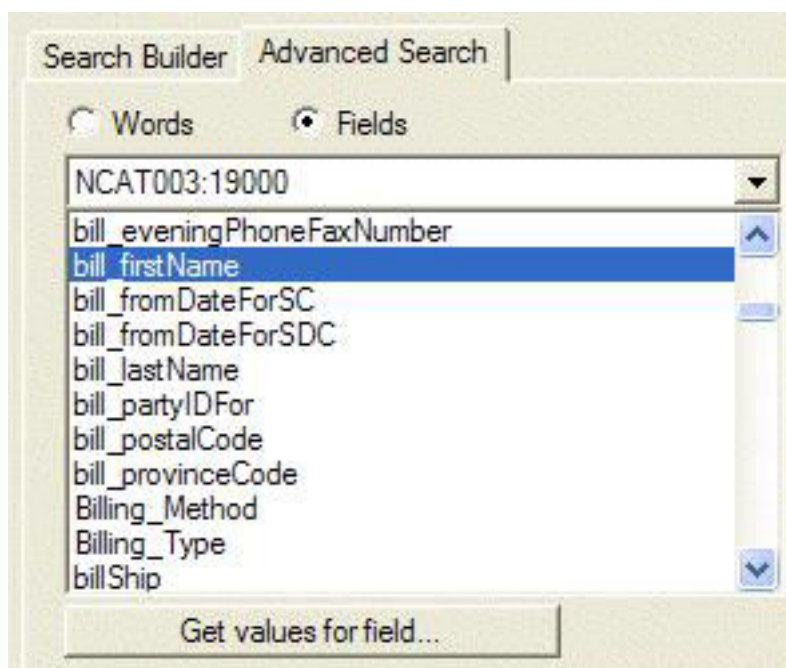 Search Builder Advanced Search
Words Fields
NCAT003:19000
bill_eveningPhoneFaxNumber
bill_firstName
bill_fromDateForSC
bill_fromDateForSDC
bill_lastName
bill_partyIDFor
bill_postalCode
bill_provinceCode
Billing_Method
Billing_Type
billShip
Get values for field...